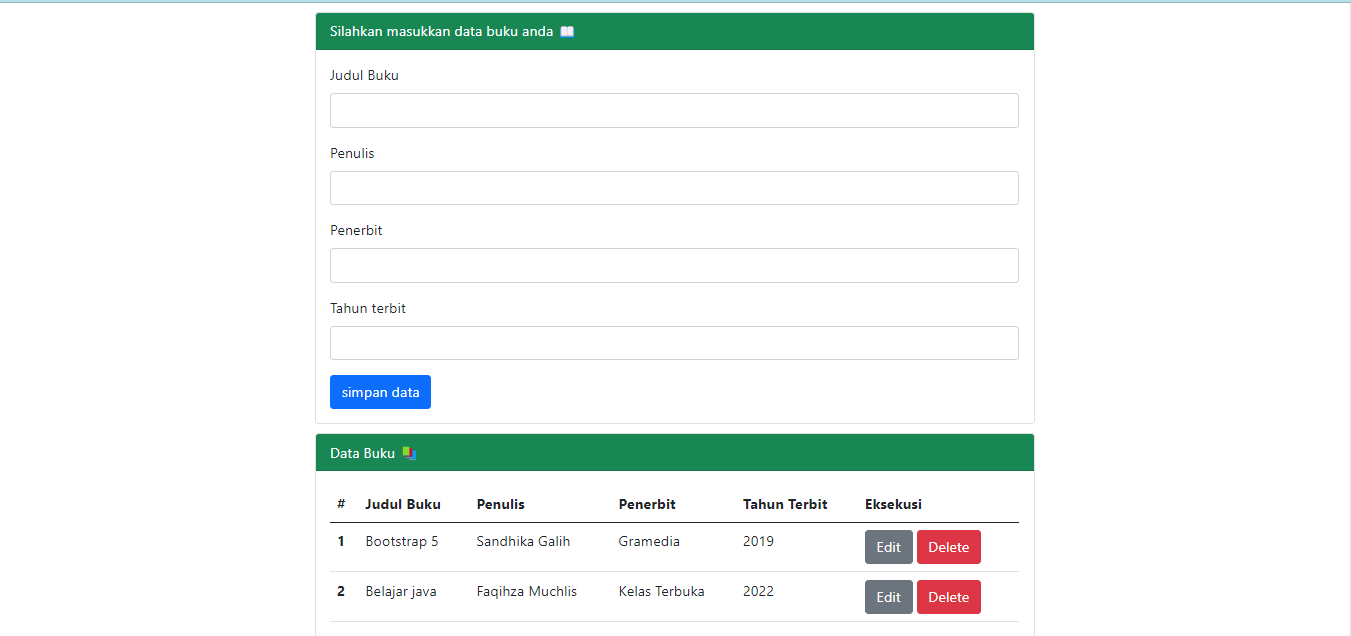 Silahkan masukkan data buku anda 📖
Judul Buku
Penulis
Penerbit
Tahun terbit
simpan data
Data Buku 📚
# Judul Buku Penulis Penerbit Tahun Terbit Eksekusi
1 Bootstrap 5 Sandhika Galih Gramedia 2019 Edit Delete
2 Belajar java Faqihza Muchlis Kelas Terbuka 2022 Edit Delete